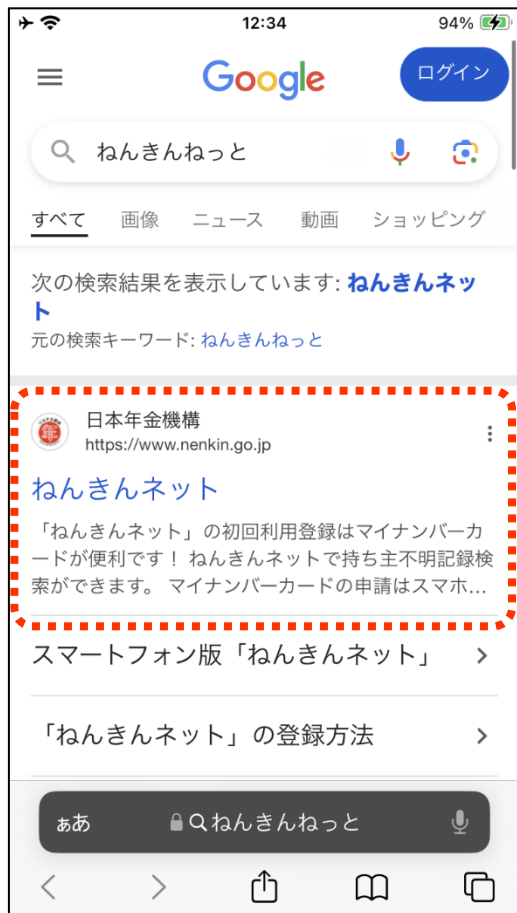 12:34
94%
Google
ログイン
ねんきんねっと
すべて 画像 ニュース 動画 ショッピング
次の検索結果を表示しています: ねんきんネッ
ト
元の検索キーワード: ねんきんねっと
日本年金機構
https://www.nenkin.go.jp
ねんきんネット
「ねんきんネット」の初回利用登録はマイナンバーカ
ードが便利です！ ねんきんネットで持ち主不明記録検
索ができます。 マイナンバーカードの申請はスマホ...
スマートフォン版「ねんきんネット」
「ねんきんネット」の登録方法
ぁあ ねんきんねっと